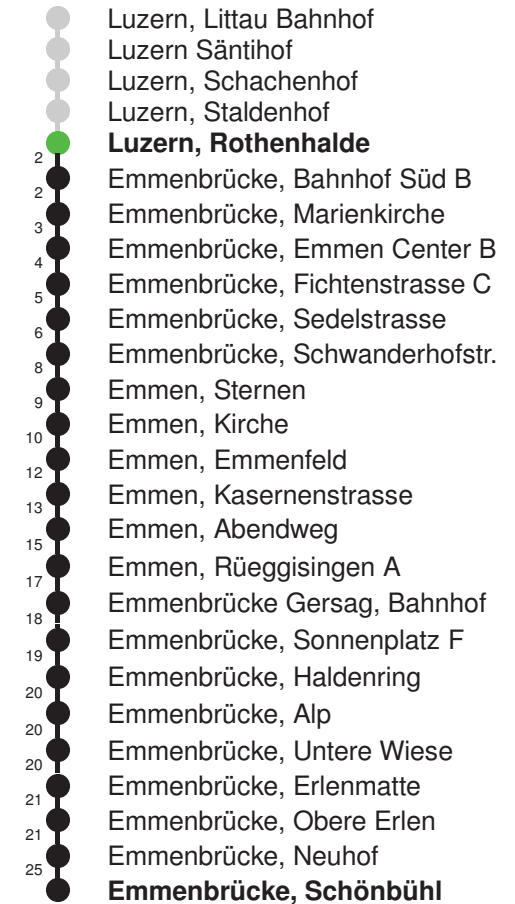 Luzern, Littau Bahnhof
Luzern Säntihof
Luzern, Schachenhof
Luzern, Staldenhof
Luzern, Rothenhalde
2 Emmenbrücke, Bahnhof Süd B
2 Emmenbrücke, Marienkirche
3 Emmenbrücke, Emmen Center B
4 Emmenbrücke, Fichtenstrasse C
5 Emmenbrücke, Sedelstrasse
6 Emmenbrücke, Schwanderhofstr.
8 Emmen, Sternen
9 Emmen, Kirche
10 Emmen, Emmenfeld
12 Emmen, Kasernenstrasse
13 Emmen, Abendweg
15 Emmen, Rüeggisingen A
17 Emmenbrücke Gersag, Bahnhof
18 Emmenbrücke, Sonnenplatz F
19 Emmenbrücke, Haldenring
20 Emmenbrücke, Alp
20 Emmenbrücke, Untere Wiese
20 Emmenbrücke, Erlenmatte
21 Emmenbrücke, Obere Erlen
21 Emmenbrücke, Neuhof
25 Emmenbrücke, Schönbühl